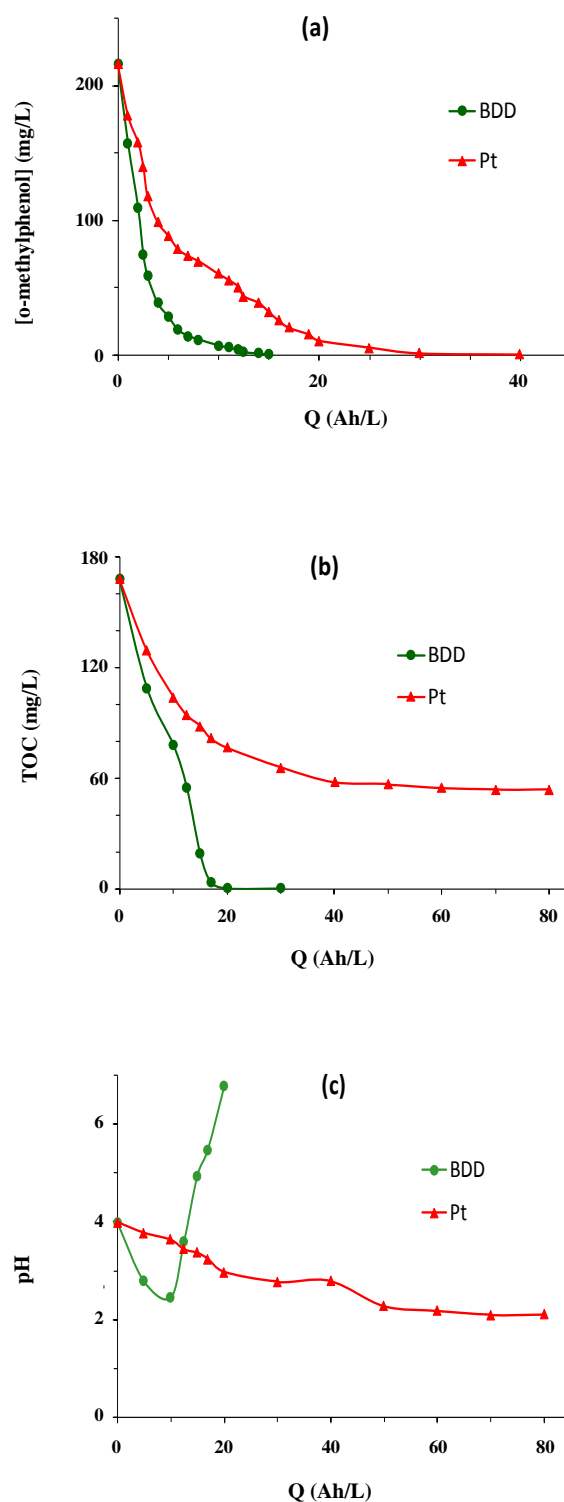 (a)
[o-methylphenol] (mg/L)
200
100
0
BDD
Pt
0 20 40
Q (Ah/L)
(b)
TOC (mg/L)
180
120
60
0
BDD
Pt
0 20 40 60 80
Q (Ah/L)
(c)
pH
6
4
2
0
BDD
Pt
0 20 40 60 80
Q (Ah/L)